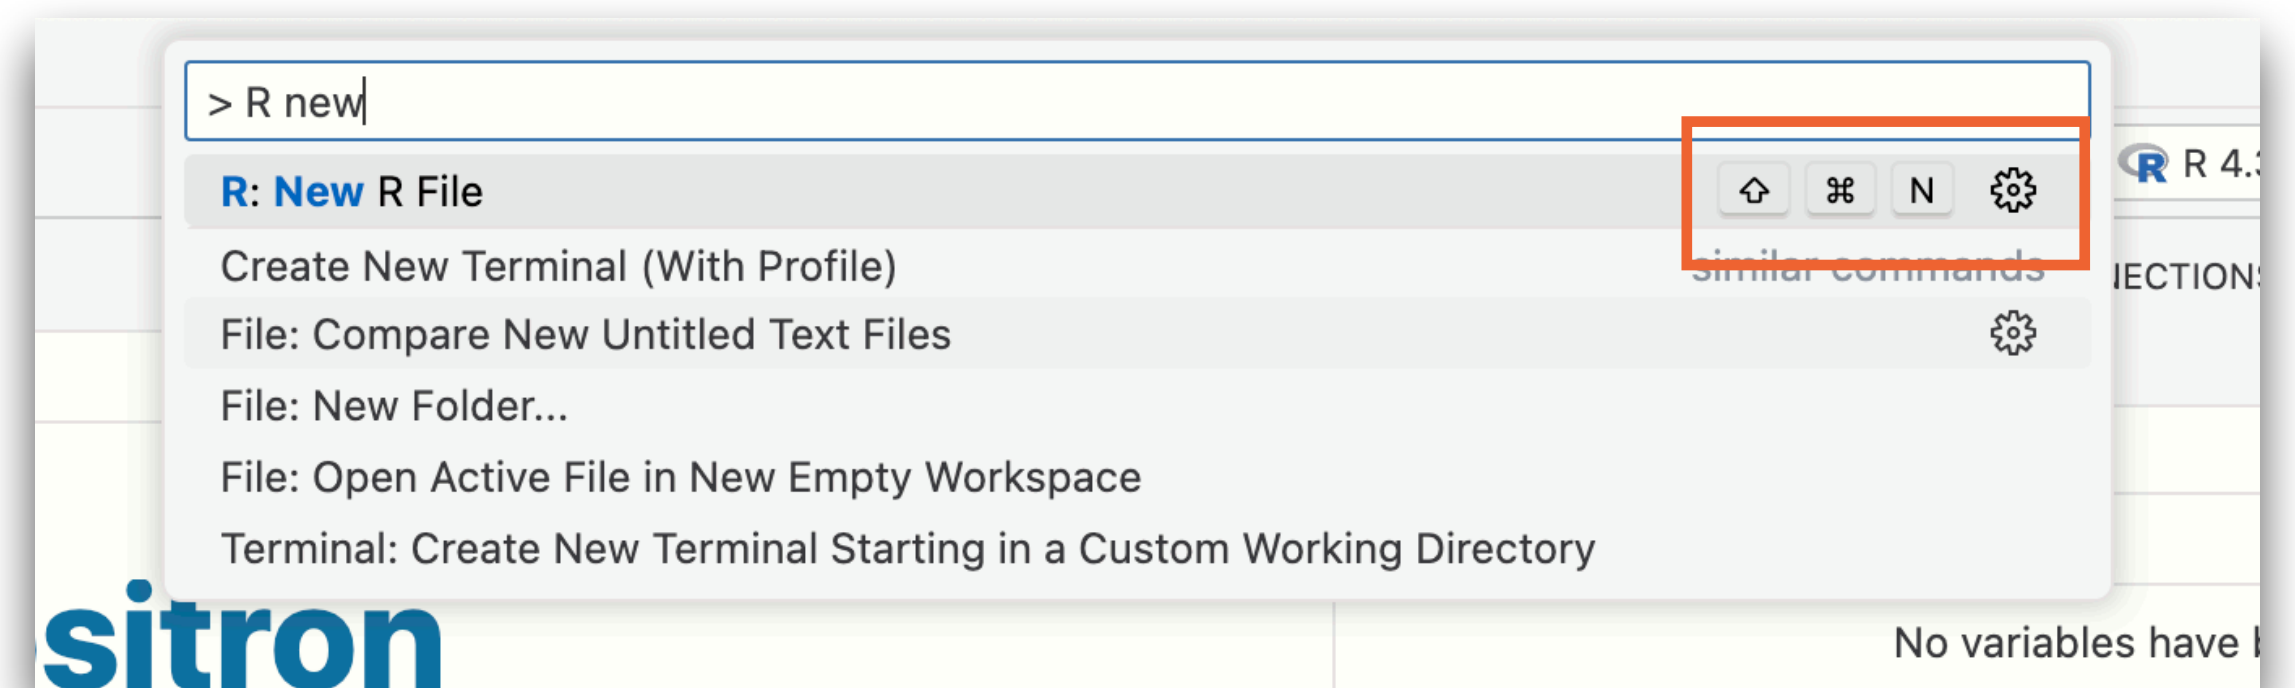 > R new
R: New R File ⇧ ⌘ N
R 4.3
Create New Terminal (With Profile) similar commands
NECTIONS
File: Compare New Untitled Text Files
File: New Folder...
File: Open Active File in New Empty Workspace
Terminal: Create New Terminal Starting in a Custom Working Directory
sitron
No variables have